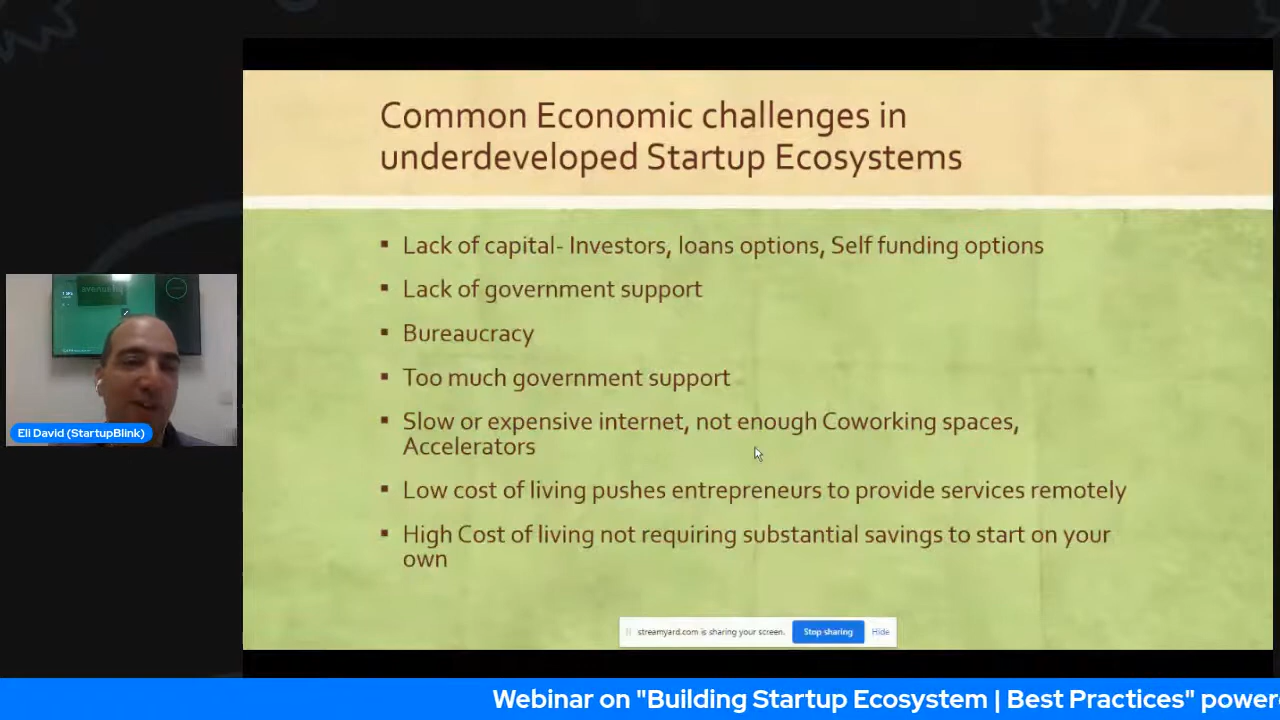 Common Economic challenges in
underdeveloped Startup Ecosystems
▪ Lack of capital- Investors, loans options, Self funding options
▪ Lack of government support
▪ Bureaucracy
▪ Too much government support
▪ Slow or expensive internet, not enough Coworking spaces,
Accelerators
▪ Low cost of living pushes entrepreneurs to provide services remotely
▪ High Cost of living not requiring substantial savings to start on your
own
Eli David (StartupBlink)
streamyard.com is sharing your screen. Stop sharing Hide
Webinar on "Building Startup Ecosystem | Best Practices" power